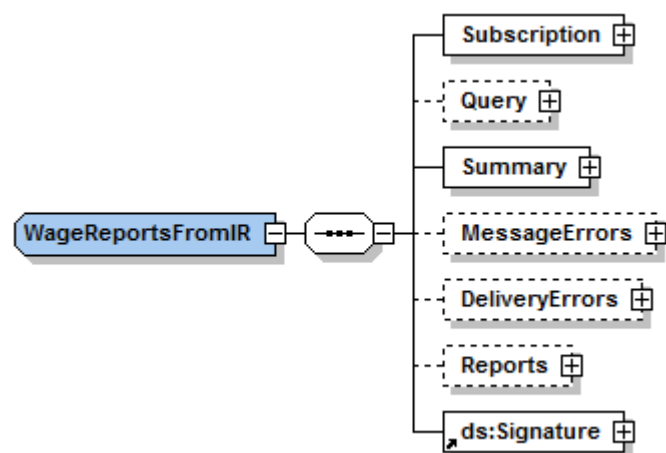 Subscription
Query
Summary
WageReportsFromIR
MessageErrors
DeliveryErrors
Reports
ds:Signature